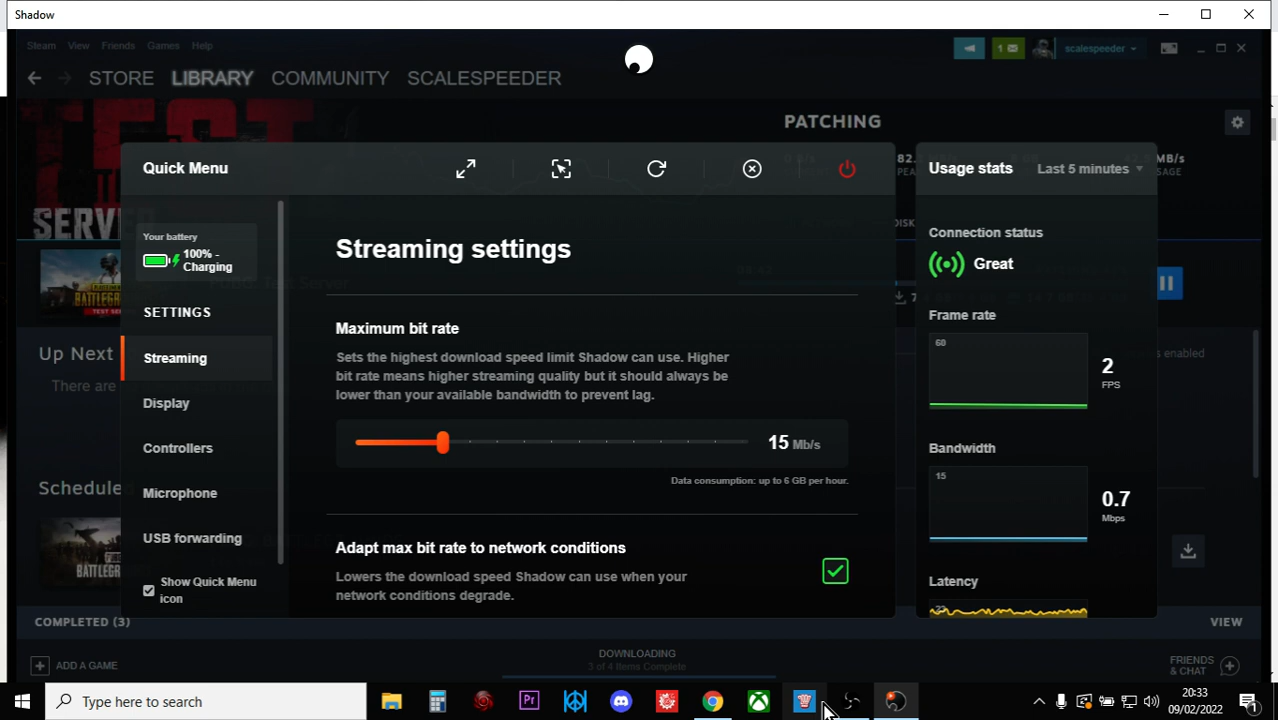 Shadow
Steam View Friends Games Help
1
scalespeeder
STORE LIBRARY COMMUNITY SCALESPEEDER
TEST
SERVER
PATCHING
MB/s
Quick Menu
Usage stats Last 5 minutes
Your battery
100% -
Charging
Streaming settings
Connection status
Great
SETTINGS
Frame rate
Maximum bit rate
Sets the highest download speed limit Shadow can use. Higher
bit rate means higher streaming quality but it should always be
lower than your available bandwidth to prevent lag.
60
2
FPS
Streaming
Up Next
There are
enabled
Display
15 Mb/s
Controllers
Bandwidth
Data consumption: up to 6 GB per hour.
15
0.7
Mbps
Scheduled
Microphone
USB forwarding
Adapt max bit rate to network conditions
Lowers the download speed Shadow can use when your
network conditions degrade.
Latency
Show Quick Menu
icon
COMPLETED (3)
VIEW
ADD A GAME
DOWNLOADING
3 of 4 Items Complete
FRIENDS
& CHAT
Type here to search
Pr
20:33
09/02/2022
1